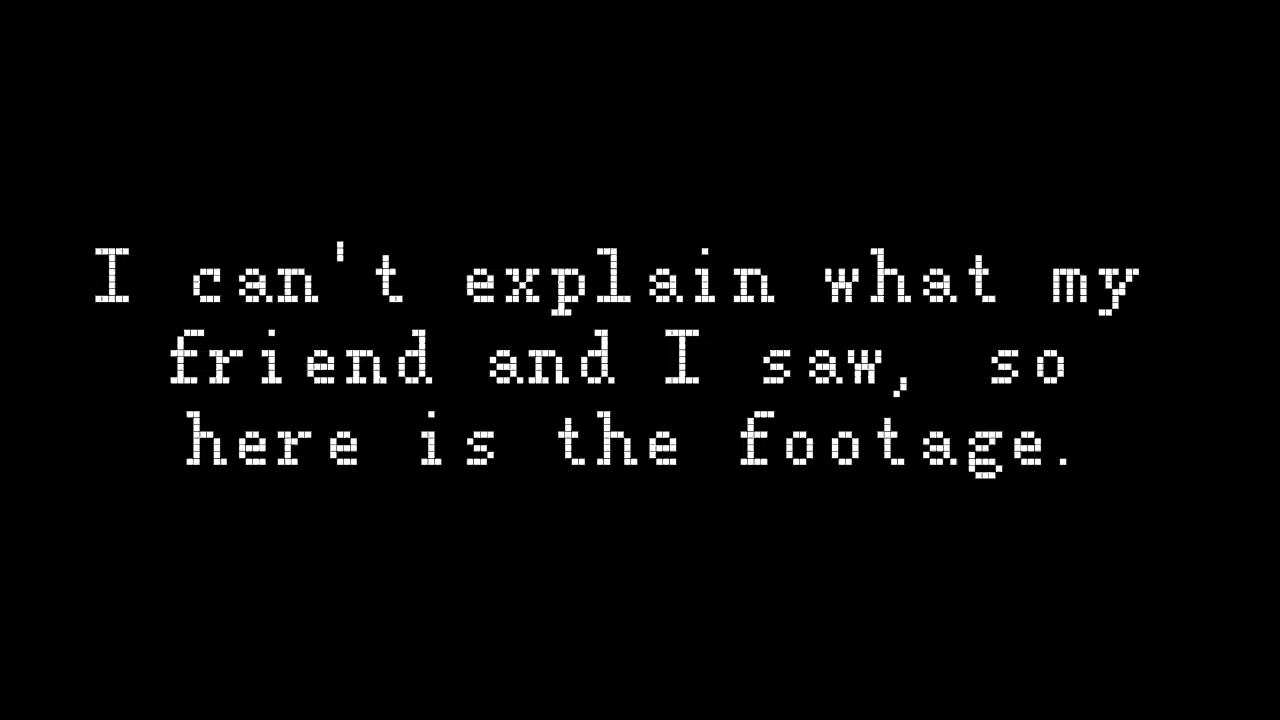 I can't explain what my
friend and I saw, so
here is the footage.